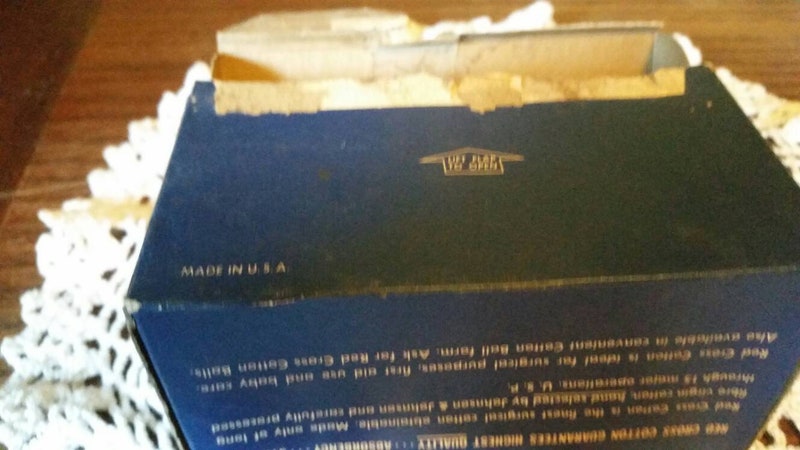 LIFT FLAP
TO OPEN
MADE IN U.S.A.
RED CROSS COTTON GUARANTEES HIGHEST QUALITY.... ABSORBENCY
Red Cross Cotton is the finest surgical cotton obtainable. Made only of long
fibre virgin cotton, hand selected by Johnson & Johnson and carefully processed
through 15 major operations. U.S.P.
Red Cross Cotton is ideal for surgical purposes, first aid use and baby care.
Also available in convenient Cotton Ball form. Ask for Red Cross Cotton Balls.